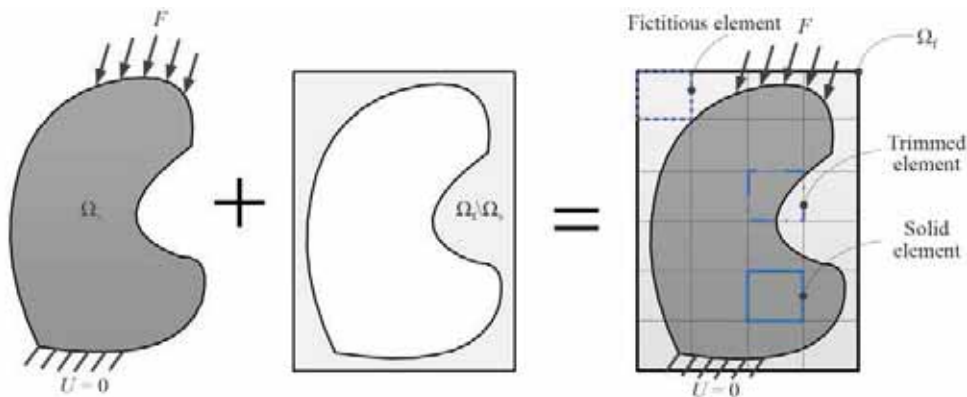 F
Ωs
U = 0
+
Ωf\Ωs
=
Fictitious element
F
Ωf
Trimmed
element
Solid
element
U = 0